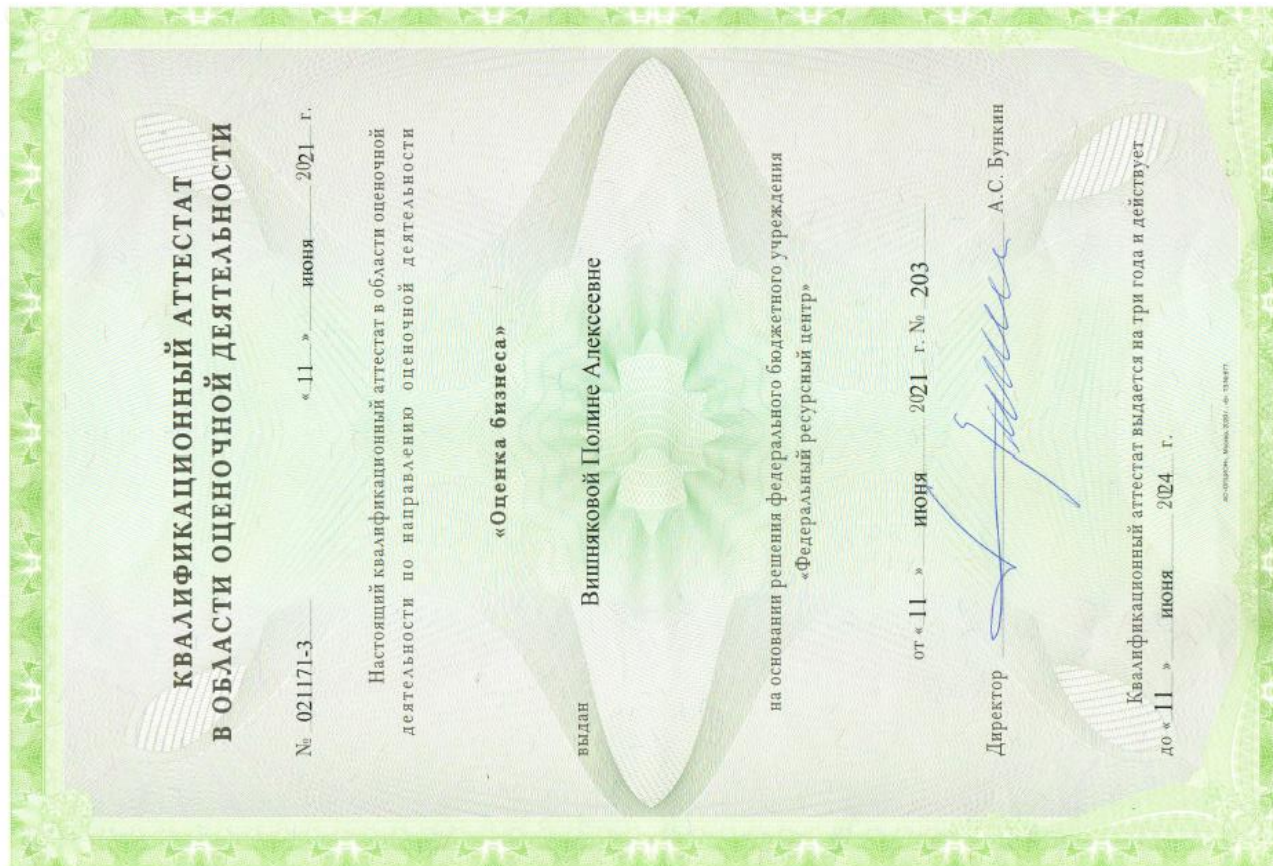 КВАЛИФИКАЦИОННЫЙ АТТЕСТАТ
В ОБЛАСТИ ОЦЕНОЧНОЙ ДЕЯТЕЛЬНОСТИ
№ 021171-3 « 11 » июня 2021 г.
Настоящий квалификационный аттестат в области оценочной
деятельности по направлению оценочной деятельности
«Оценка бизнеса»
выдан Вишняковой Полине Алексеевне
на основании решения федерального бюджетного учреждения
«Федеральный ресурсный центр»
от « 11 » июня 2021 г. № 203
Директор А.С. Бункин
Квалификационный аттестат выдается на три года и действует
до « 11 » июня 2024 г.